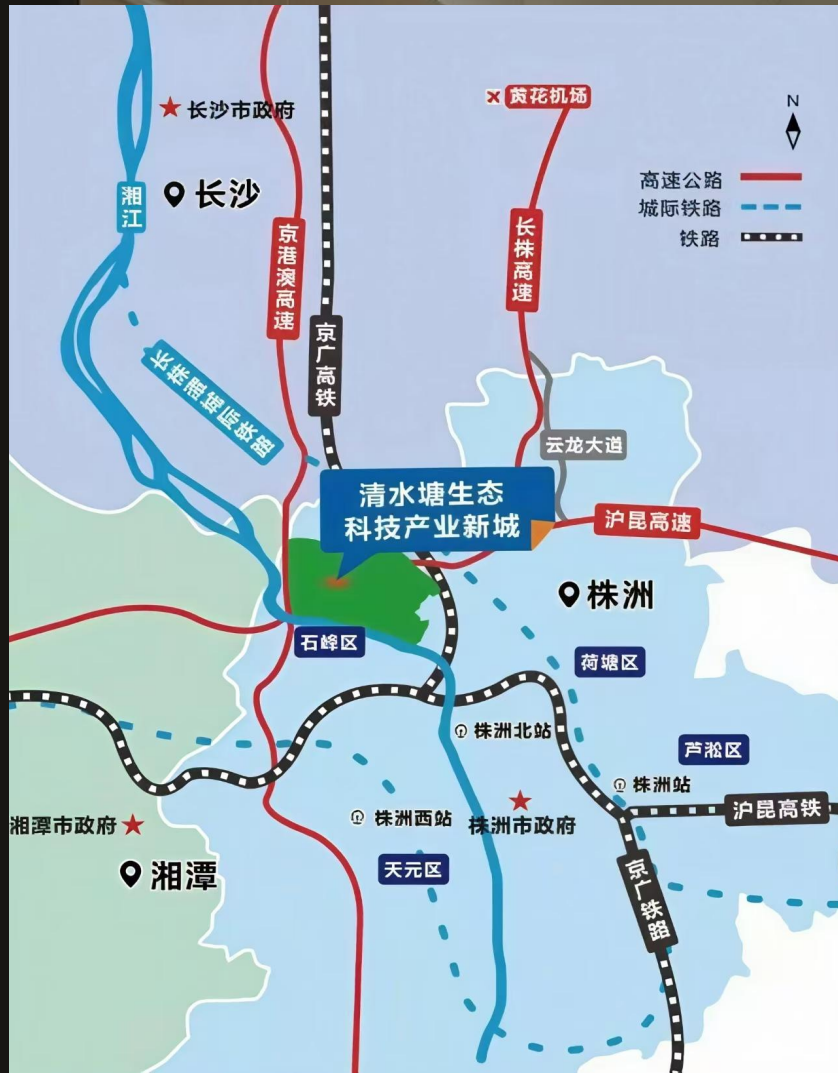 长沙市政府
黄花机场
N
长沙
湘江
高速公路
城际铁路
铁路
京港澳高速
长株高速
京广高铁
长株潭城际铁路
云龙大道
清水塘生态
科技产业新城
沪昆高速
株洲
石峰区
荷塘区
株洲北站
芦淞区
株洲站
湘潭市政府
株洲西站
株洲市政府
沪昆高铁
湘潭
天元区
京广铁路